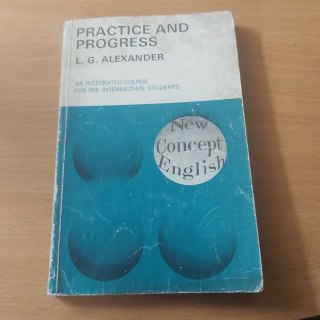 PRACTICE AND
PROGRESS
L. G. ALEXANDER
AN INTEGRATED COURSE
FOR PRE-INTERMEDIATE STUDENTS
New
Concept
English